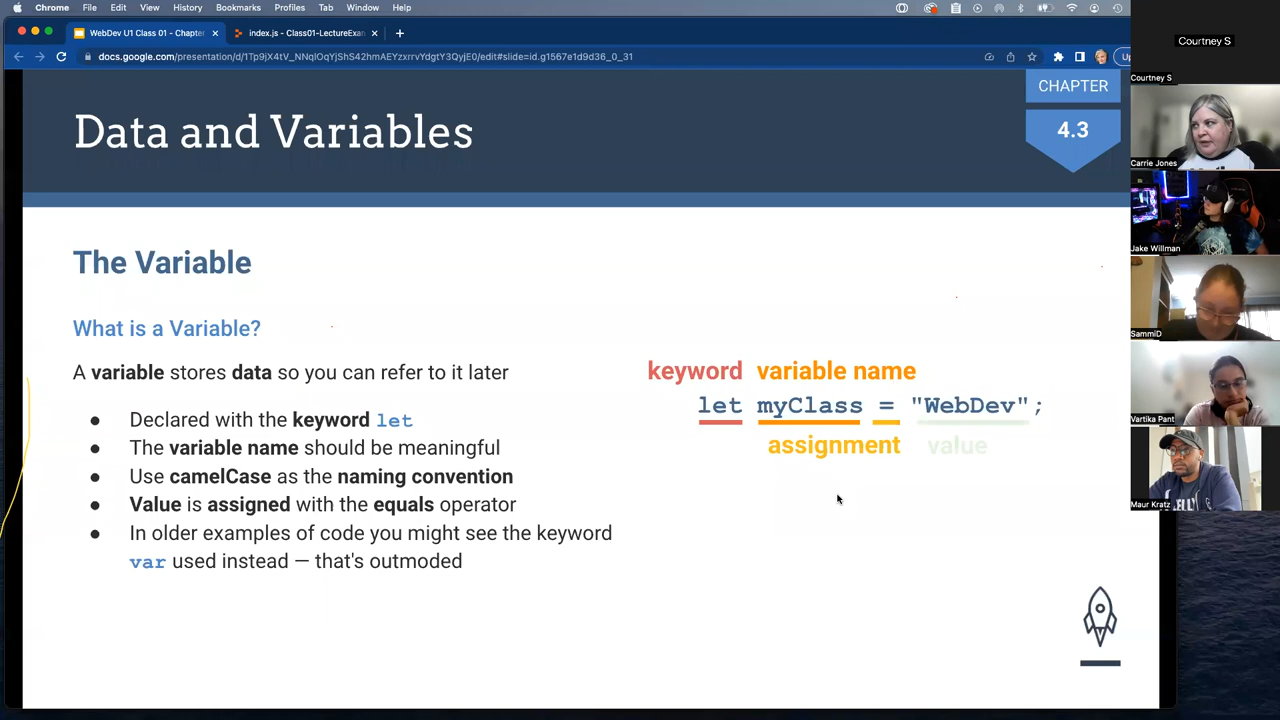 Chrome File Edit View History Bookmarks Profiles Tab Window Help
WebDev U1 Class 01 - Chapte
index.js - Class01-LectureExa
docs.google.com/presentation/d/1Tp9jX4tV_NNqlOqYjShS42hmAEYzxrrvYdgtY3QyjE0/edit#slide=id.g1567e1d9d36_0_31
Data and Variables
CHAPTER
4.3
The Variable
What is a Variable?
A variable stores data so you can refer to it later
● Declared with the keyword let
● The variable name should be meaningful
● Use camelCase as the naming convention
● Value is assigned with the equals operator
● In older examples of code you might see the keyword
var used instead — that's outmoded
keyword variable name
let myClass = "WebDev";
assignment value
Courtney S
Courtney S
Carrie Jones
Jake Willman
SammiD
Vartika Pant
Maur Kratz